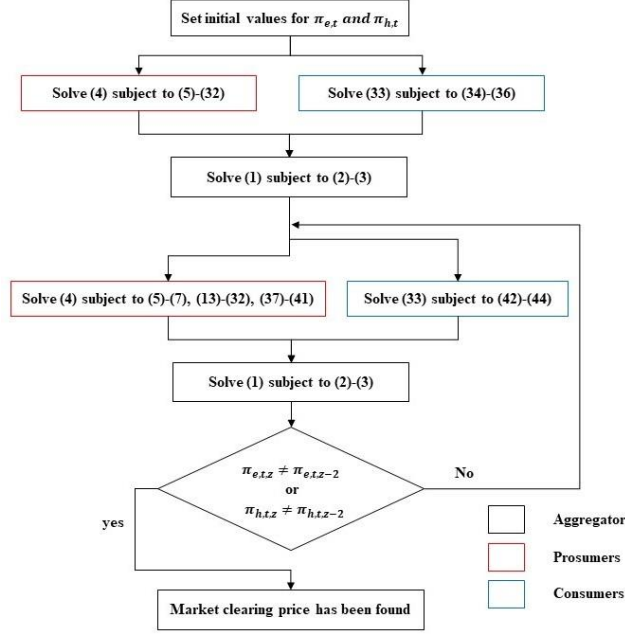 Set initial values for π_{e,t} and π_{h,t}
Solve (4) subject to (5)-(32)
Solve (33) subject to (34)-(36)
Solve (1) subject to (2)-(3)
Solve (4) subject to (5)-(7), (13)-(32), (37)-(41)
Solve (33) subject to (42)-(44)
Solve (1) subject to (2)-(3)
π_{e,t,z} ≠ π_{e,t,z−2}
or
π_{h,t,z} ≠ π_{h,t,z−2}
No
yes
Market clearing price has been found
Aggregator
Prosumers
Consumers